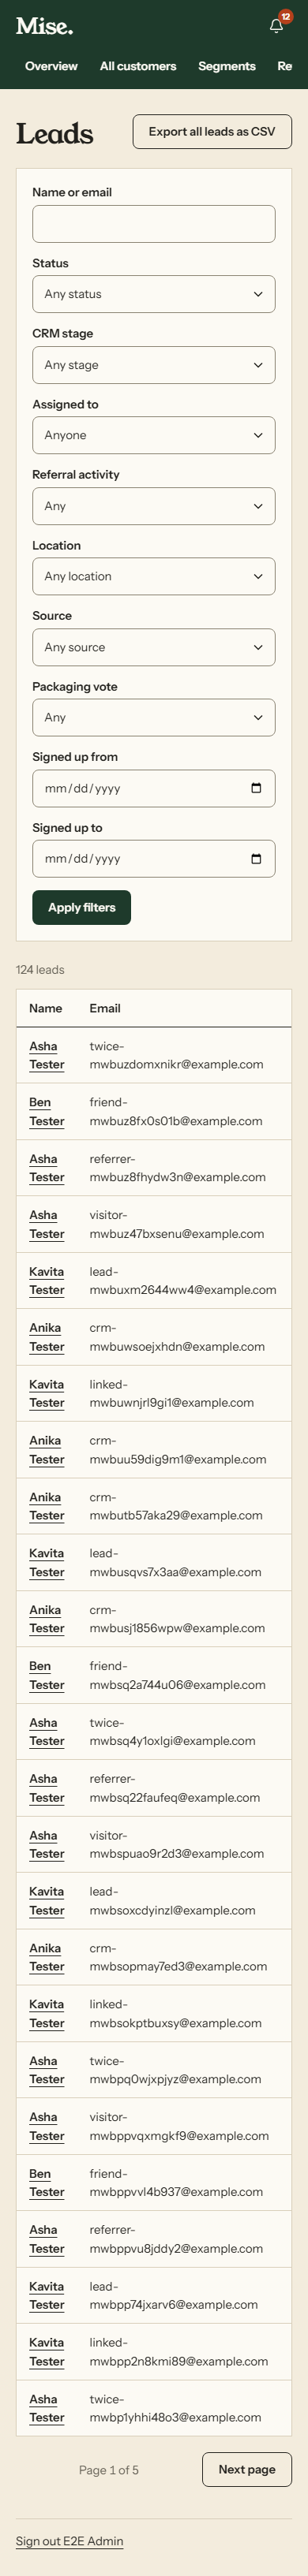 Mise.
12
Overview All customers Segments Re
Leads
Export all leads as CSV
Name or email
Status
Any status
CRM stage
Any stage
Assigned to
Anyone
Referral activity
Any
Location
Any location
Source
Any source
Packaging vote
Any
Signed up from
mm/dd/yyyy
Signed up to
mm/dd/yyyy
Apply filters
124 leads
Name Email
Asha twice-
Tester mwbuzdomxnikr@example.com
Ben friend-
Tester mwbuz8fx0s01b@example.com
Asha referrer-
Tester mwbuz8fhydw3n@example.com
Asha visitor-
Tester mwbuz47bxsenu@example.com
Kavita lead-
Tester mwbuxm2644ww4@example.com
Anika crm-
Tester mwbuwsoejxhdn@example.com
Kavita linked-
Tester mwbuwnjrl9gi1@example.com
Anika crm-
Tester mwbuu59dig9m1@example.com
Anika crm-
Tester mwbutb57aka29@example.com
Kavita lead-
Tester mwbusqvs7x3aa@example.com
Anika crm-
Tester mwbusj1856wpw@example.com
Ben friend-
Tester mwbsq2a744u06@example.com
Asha twice-
Tester mwbsq4y1oxlgi@example.com
Asha referrer-
Tester mwbsq22faufeq@example.com
Asha visitor-
Tester mwbspuao9r2d3@example.com
Kavita lead-
Tester mwbsoxcdyinzl@example.com
Anika crm-
Tester mwbsopmay7ed3@example.com
Kavita linked-
Tester mwbsokptbuxsy@example.com
Asha twice-
Tester mwbpq0wjxpjyz@example.com
Asha visitor-
Tester mwbppvqxmgkf9@example.com
Ben friend-
Tester mwbppvvl4b937@example.com
Asha referrer-
Tester mwbppvu8jddy2@example.com
Kavita lead-
Tester mwbpp74jxarv6@example.com
Kavita linked-
Tester mwbpp2n8kmi89@example.com
Asha twice-
Tester mwbp1yhhi48o3@example.com
Page 1 of 5 Next page
Sign out E2E Admin